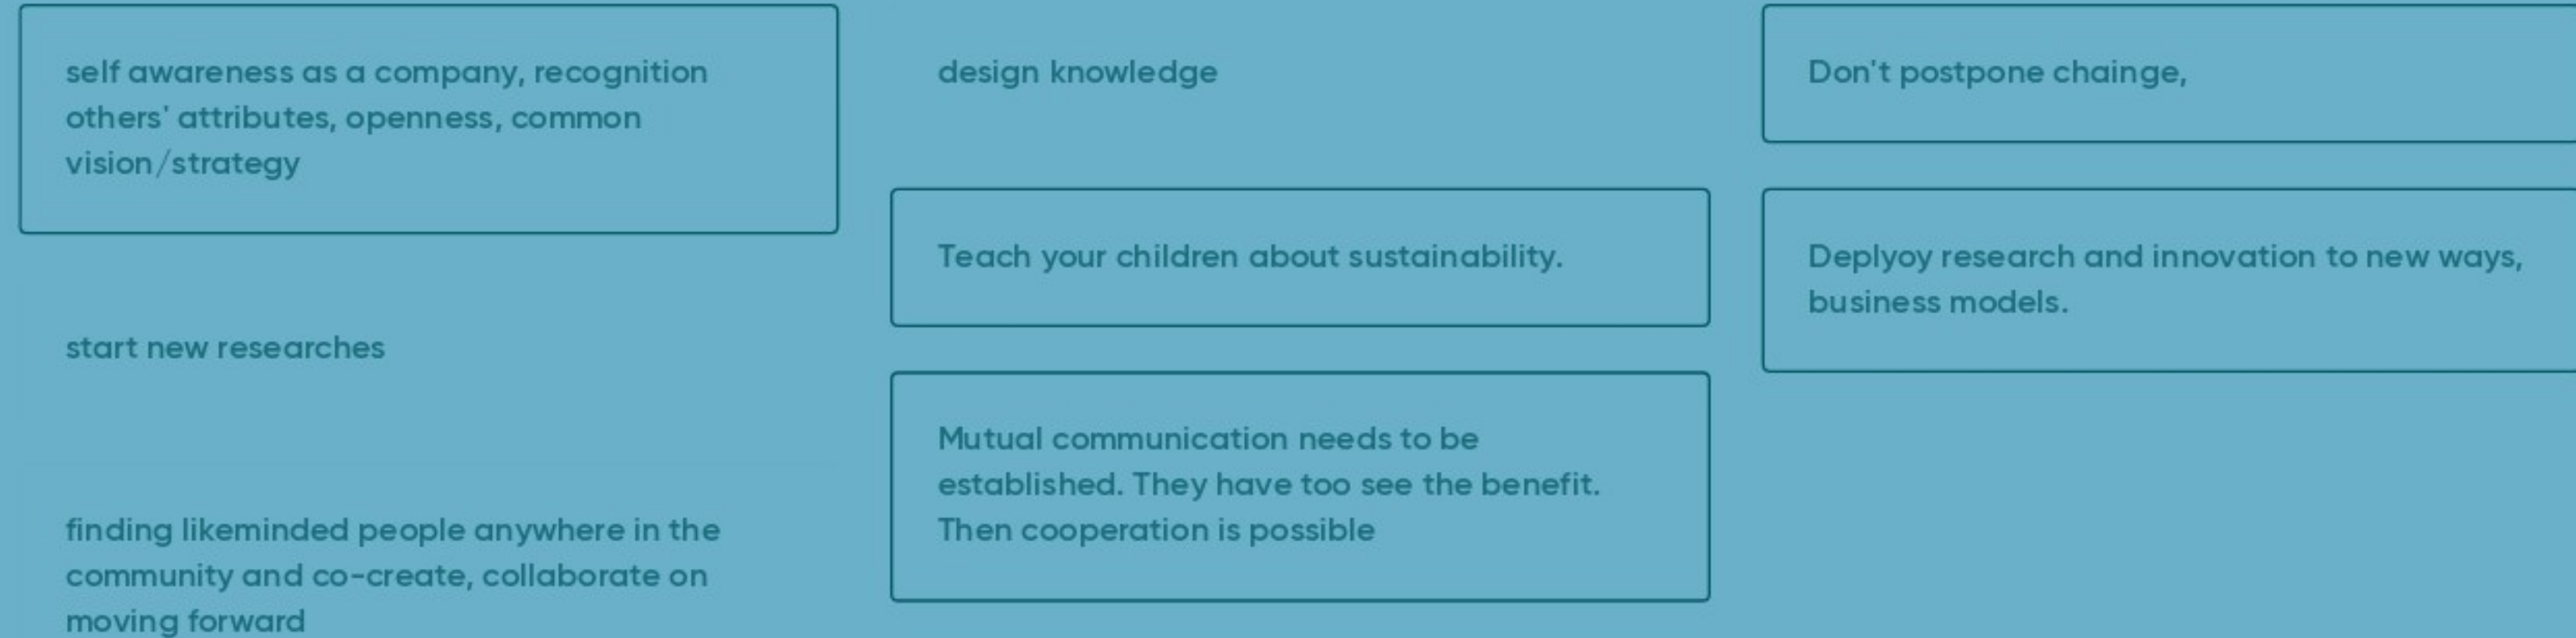 self awareness as a company, recognition
others' attributes, openness, common
vision/strategy
start new researches
finding likeminded people anywhere in the
community and co-create, collaborate on
moving forward
design knowledge
Teach your children about sustainability.
Mutual communication needs to be
established. They have too see the benefit.
Then cooperation is possible
Don't postpone chainge,
Deplyoy research and innovation to new ways,
business models.